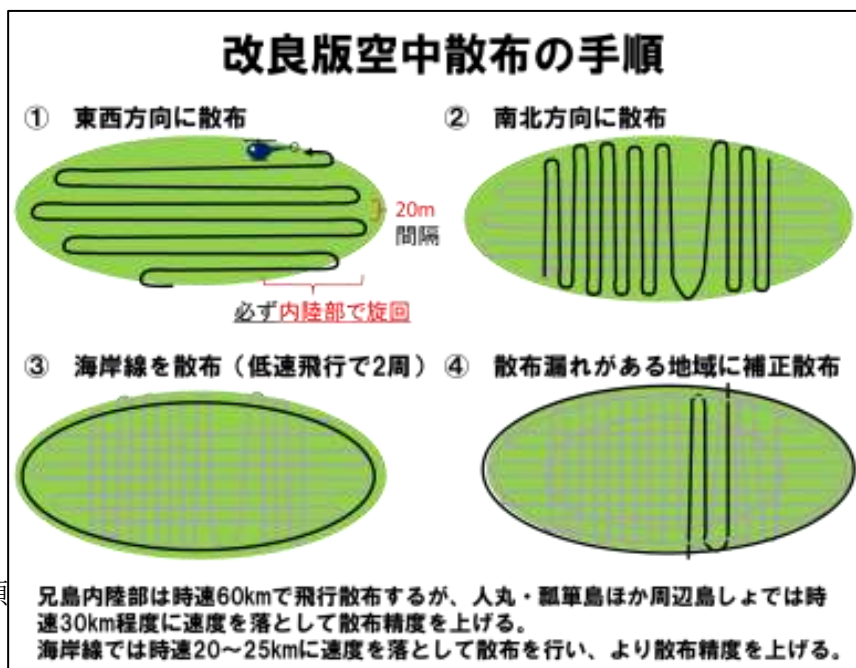 改良版空中散布の手順
① 東西方向に散布
② 南北方向に散布
20m
間隔
必ず内陸部で旋回
③ 海岸線を散布（低速飛行で2周）
④ 散布漏れがある地域に補正散布
兄島内陸部は時速60kmで飛行散布するが、人丸・瓢箪島ほか周辺島しょでは時
速30km程度に速度を落として散布精度を上げる。
海岸線では時速20～25kmに速度を落として散布を行い、より散布精度を上げる。